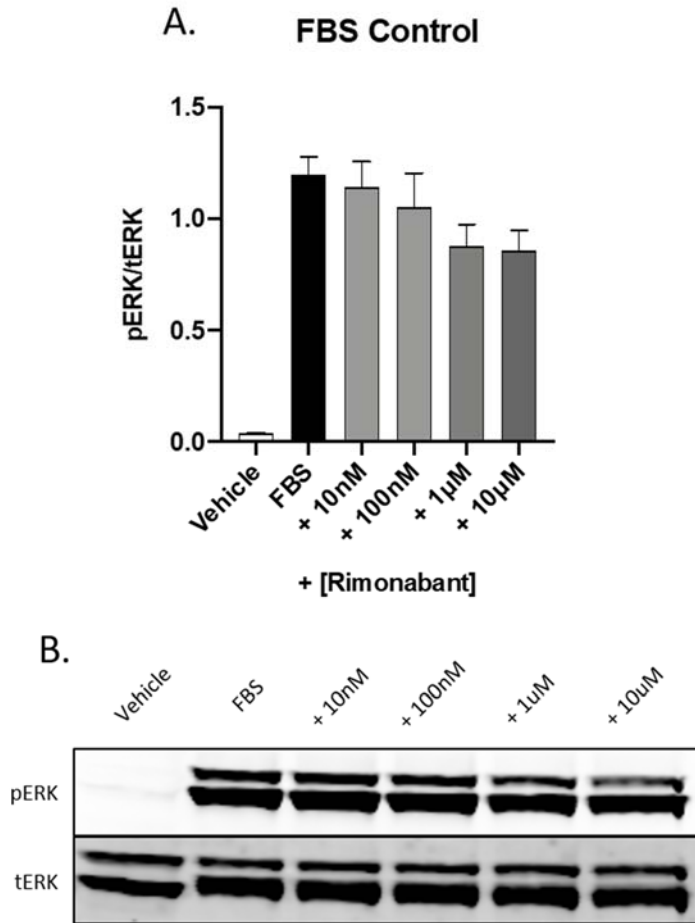 A.
FBS Control
1.5
1.0
0.5
0.0
pERK/tERK
Vehicle
FBS
+ 10nM
+ 100nM
+ 1µM
+ 10µM
+ [Rimonabant]
B.
Vehicle
FBS
+ 10nM
+ 100nM
+ 1uM
+ 10uM
pERK
tERK